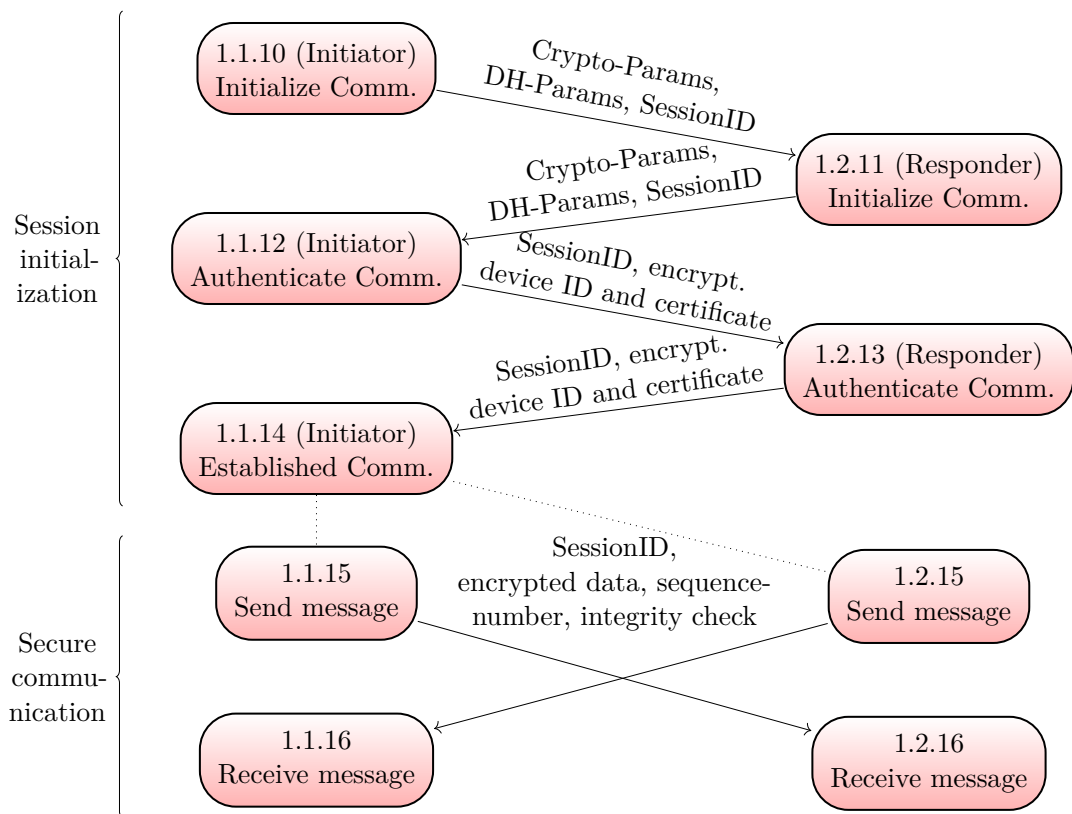 1.1.10 (Initiator)
Initialize Comm.
Crypto-Params,
DH-Params, SessionID
1.2.11 (Responder)
Initialize Comm.
Crypto-Params,
DH-Params, SessionID
Session
initial-
ization
1.1.12 (Initiator)
Authenticate Comm.
SessionID, encrypt.
device ID and certificate
1.2.13 (Responder)
Authenticate Comm.
SessionID, encrypt.
device ID and certificate
1.1.14 (Initiator)
Established Comm.
SessionID,
encrypted data, sequence-
number, integrity check
1.1.15
Send message
1.2.15
Send message
Secure
commu-
nication
1.1.16
Receive message
1.2.16
Receive message